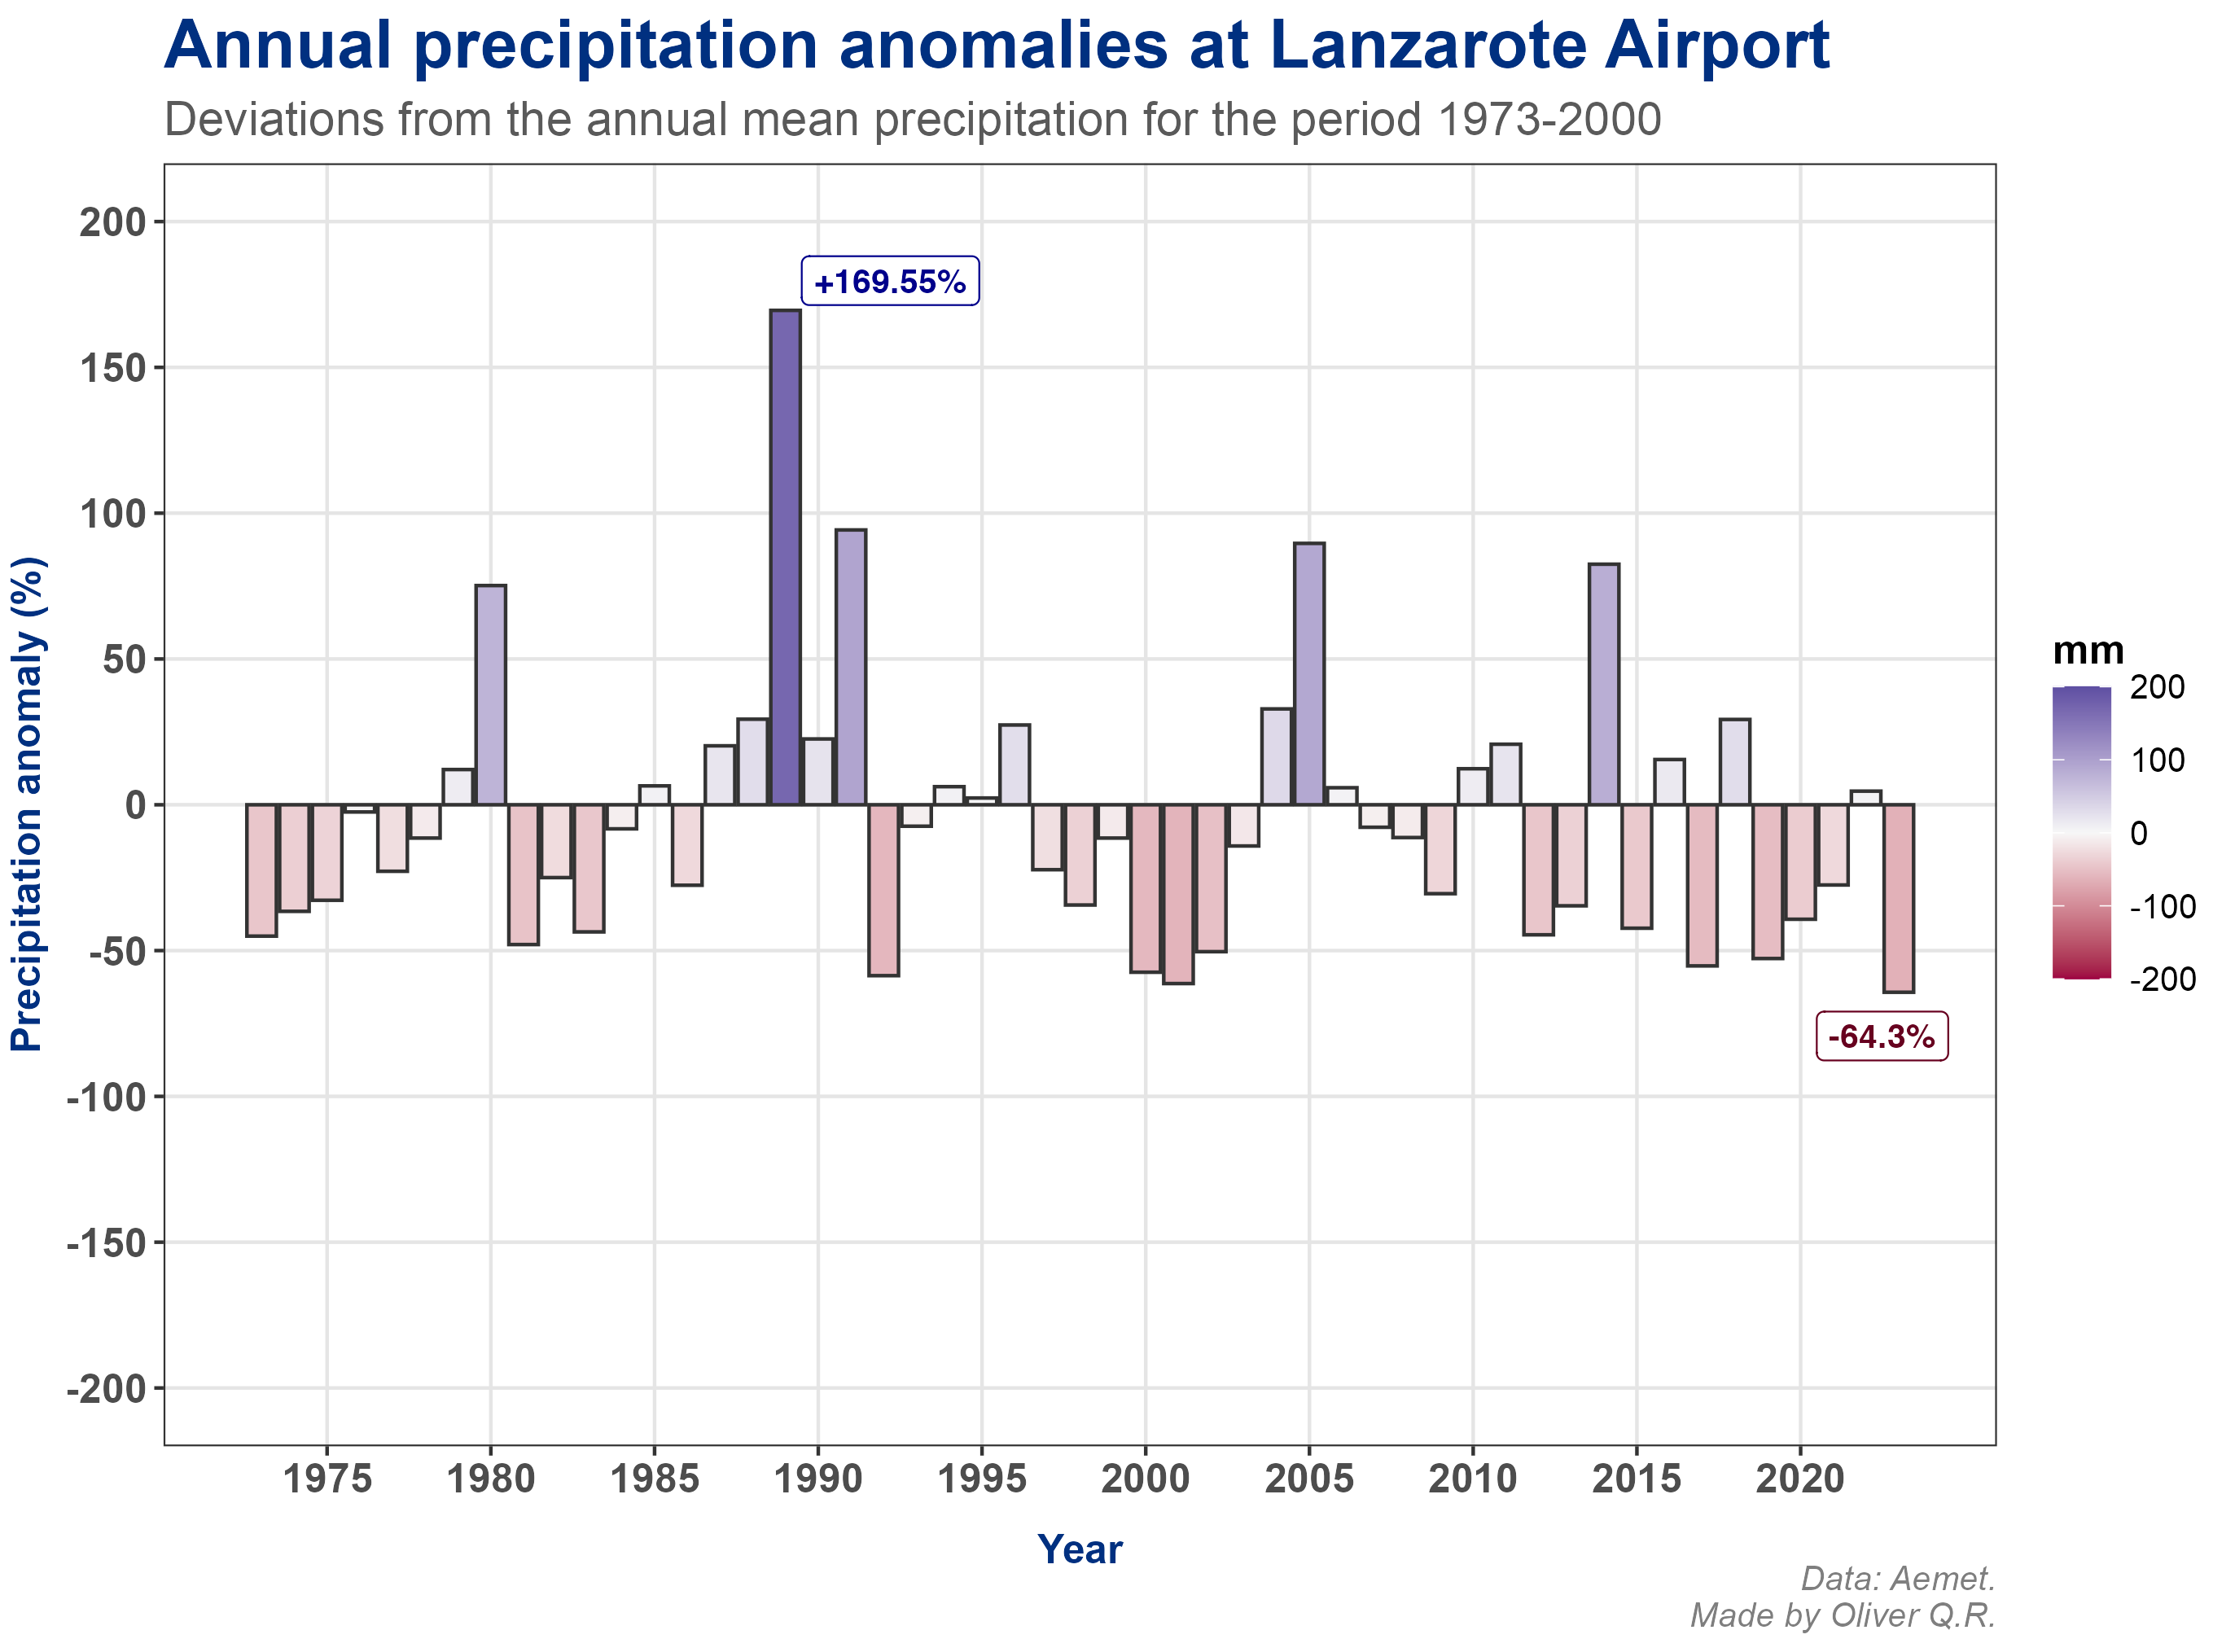 Annual precipitation anomalies at Lanzarote Airport
Deviations from the annual mean precipitation for the period 1973-2000
Precipitation anomaly (%)
200
150
100
50
0
-50
-100
-150
-200
+169.55%
-64.3%
1975 1980 1985 1990 1995 2000 2005 2010 2015 2020
Year
mm
200
100
0
-100
-200
Data: Aemet.
Made by Oliver Q.R.